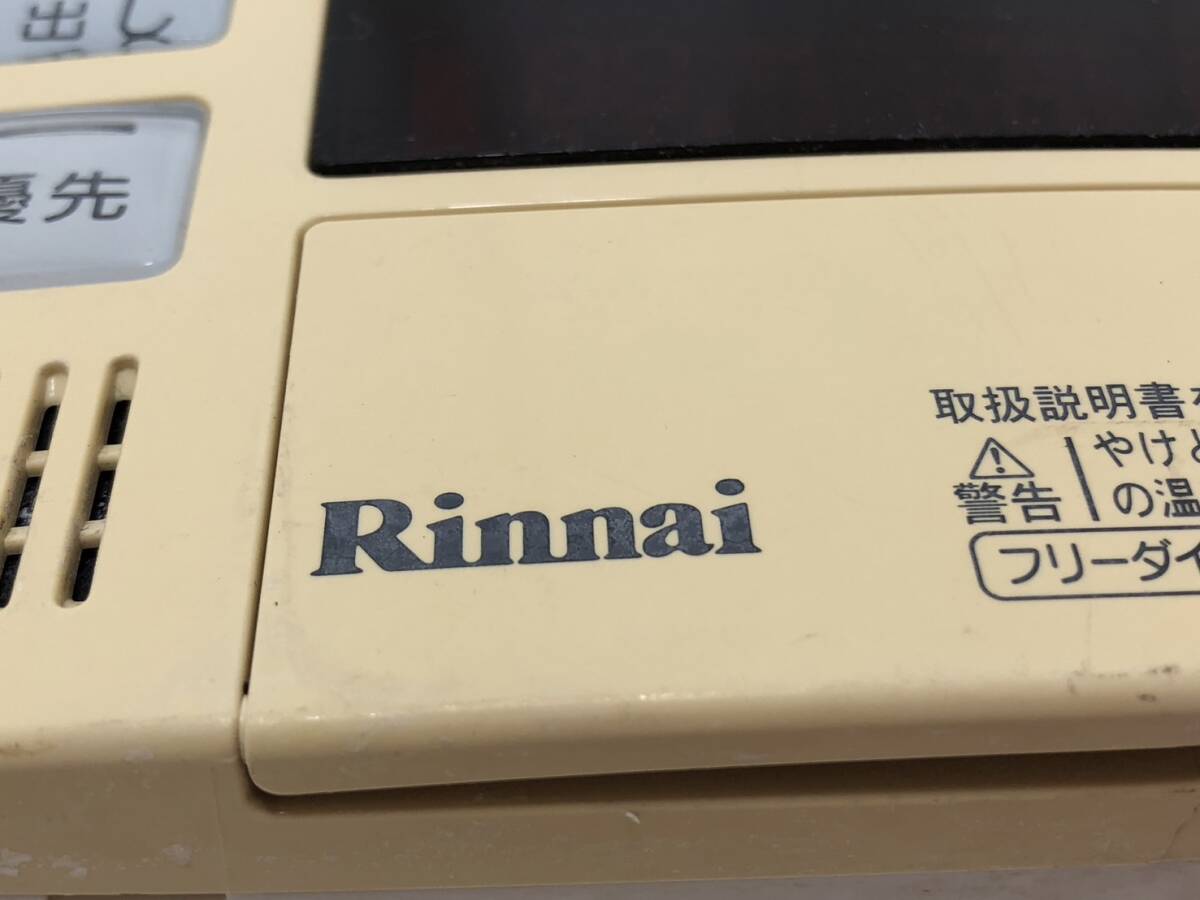 出し
優先
Rinnai
取扱説明書
警告
やけど
の温
フリーダイ